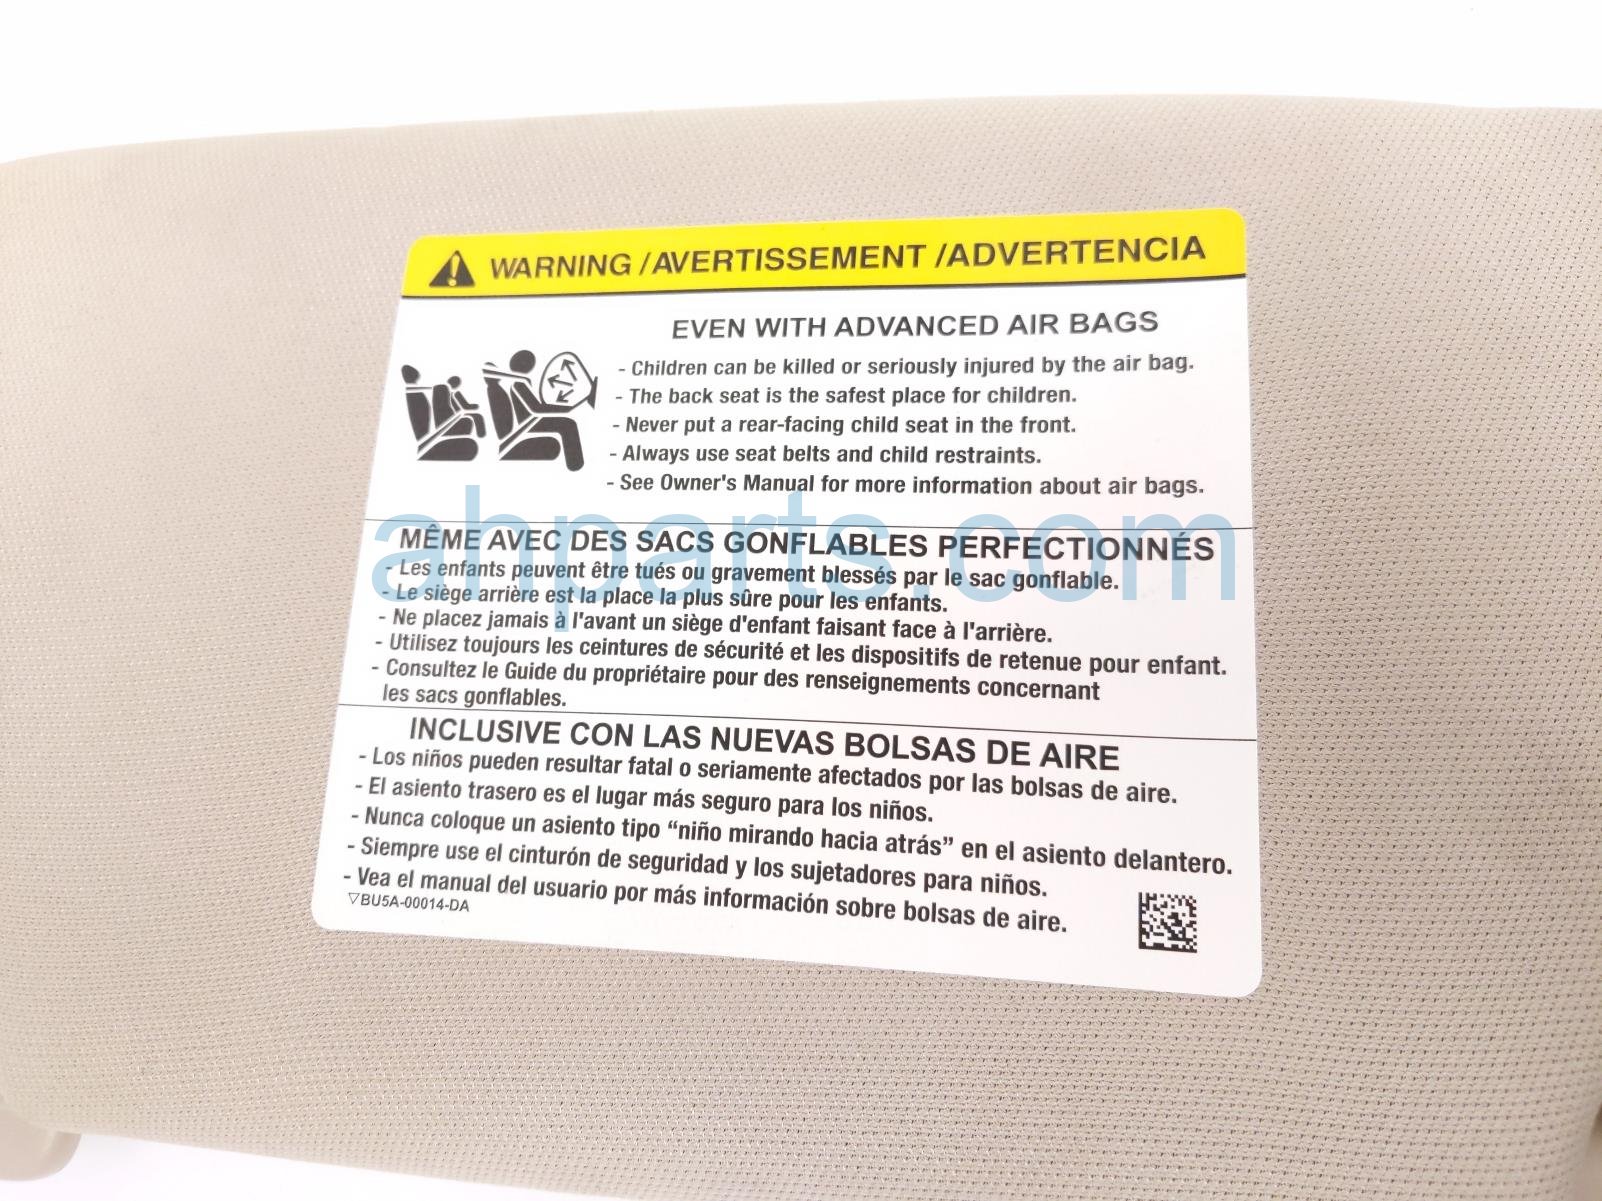 WARNING /AVERTISSEMENT /ADVERTENCIA
EVEN WITH ADVANCED AIR BAGS
- Children can be killed or seriously injured by the air bag.
- The back seat is the safest place for children.
- Never put a rear-facing child seat in the front.
- Always use seat belts and child restraints.
- See Owner's Manual for more information about air bags.
ahparts.com
MÊME AVEC DES SACS GONFLABLES PERFECTIONNÉS
- Les enfants peuvent être tués ou gravement blessés par le sac gonflable.
- Le siège arrière est la place la plus sûre pour les enfants.
- Ne placez jamais à l'avant un siège d'enfant faisant face à l'arrière.
- Utilisez toujours les ceintures de sécurité et les dispositifs de retenue pour enfant.
- Consultez le Guide du propriétaire pour des renseignements concernant
les sacs gonflables.
INCLUSIVE CON LAS NUEVAS BOLSAS DE AIRE
- Los niños pueden resultar fatal o seriamente afectados por las bolsas de aire.
- El asiento trasero es el lugar más seguro para los niños.
- Nunca coloque un asiento tipo “niño mirando hacia atrás” en el asiento delantero.
- Siempre use el cinturón de seguridad y los sujetadores para niños.
- Vea el manual del usuario por más información sobre bolsas de aire.
▽BU5A-00014-DA